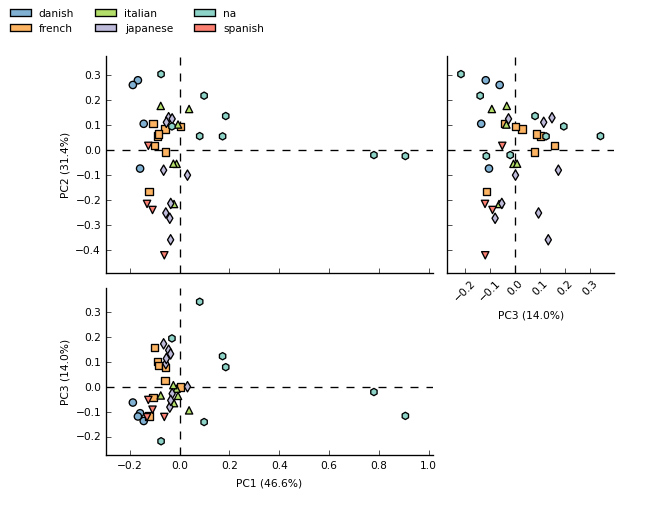 danish italian na
french japanese spanish
0.3
0.2
0.1
0.0
−0.1
−0.2
−0.3
−0.4
PC2 (31.4%)
−0.2 −0.1 0.0 0.1 0.2 0.3
PC3 (14.0%)
0.3
0.2
0.1
0.0
−0.1
−0.2
PC3 (14.0%)
−0.2 0.0 0.2 0.4 0.6 0.8 1.0
PC1 (46.6%)